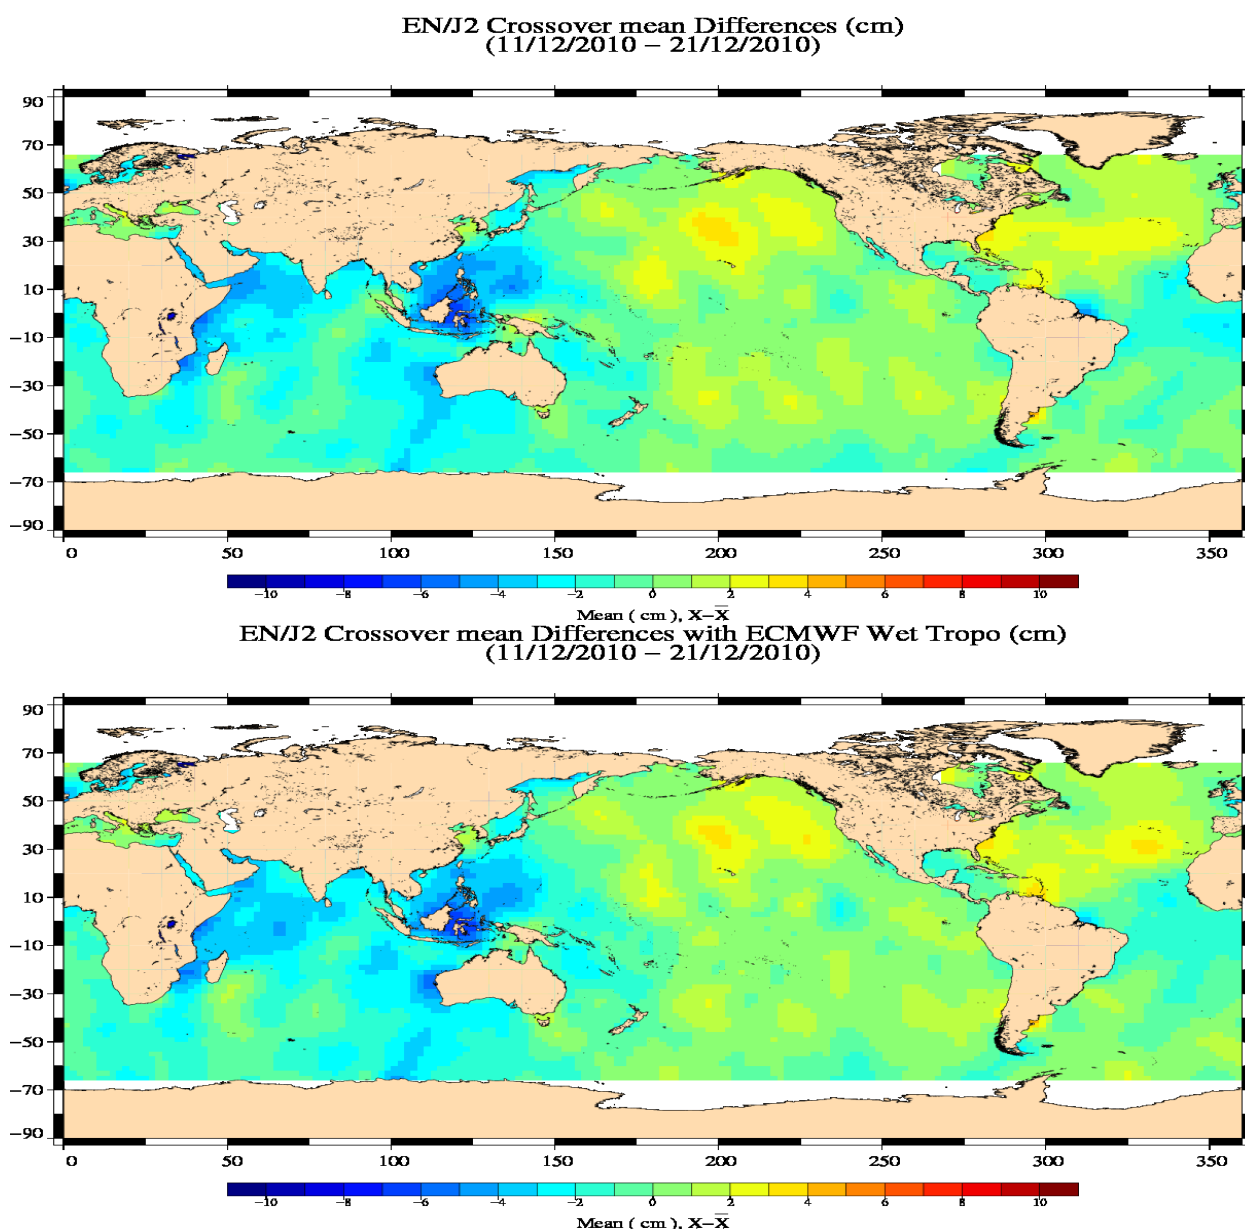 EN/J2 Crossover mean Differences (cm)
(11/12/2010 – 21/12/2010)
90
70
50
30
10
−10
−30
−50
−70
−90
0 50 100 150 200 250 300 350
−10 −8 −6 −4 −2 0 2 4 6 8 10
Mean ( cm ), X−X̅
EN/J2 Crossover mean Differences with ECMWF Wet Tropo (cm)
(11/12/2010 – 21/12/2010)
90
70
50
30
10
−10
−30
−50
−70
−90
0 50 100 150 200 250 300 350
−10 −8 −6 −4 −2 0 2 4 6 8 10
Mean ( cm ), X−X̅